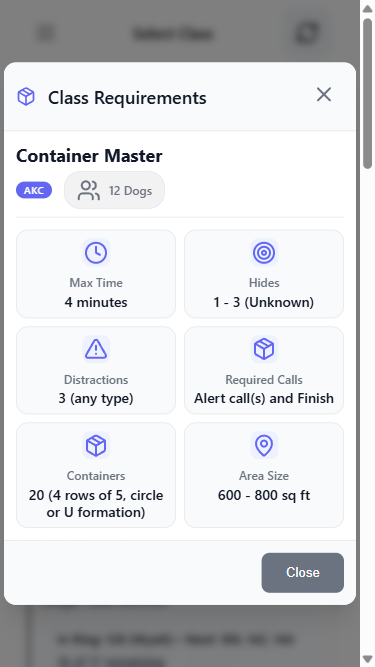 Select Class
Class Requirements
Container Master
AKC
12 Dogs
Max Time
4 minutes
Hides
1 - 3 (Unknown)
Distractions
3 (any type)
Required Calls
Alert call(s) and Finish
Containers
20 (4 rows of 5, circle
or U formation)
Area Size
600 - 800 sq ft
Close